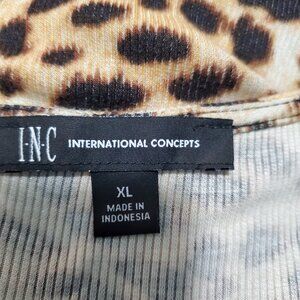 I·N·C INTERNATIONAL CONCEPTS
XL
MADE IN
INDONESIA